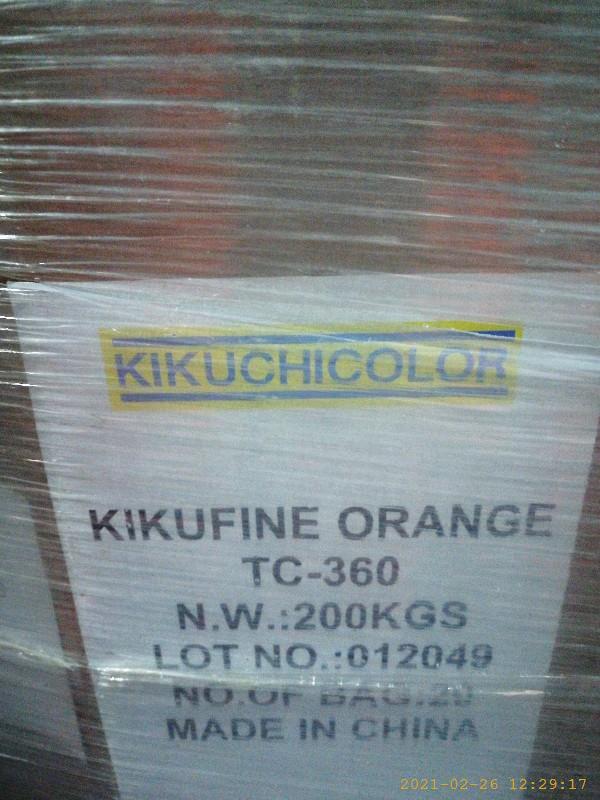 KIKUCHICOLOR
KIKUFINE ORANGE
TC-360
N.W.:200KGS
LOT NO.:012049
NO.OF BAG:20
MADE IN CHINA
2021-02-26 12:29:17